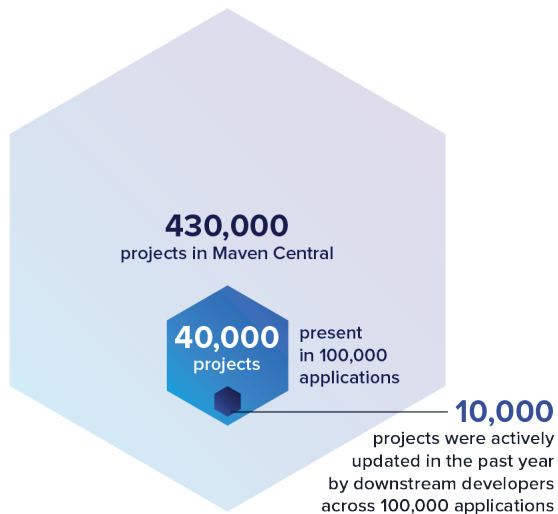 430,000
projects in Maven Central
40,000
projects
present
in 100,000
applications
10,000
projects were actively
updated in the past year
by downstream developers
across 100,000 applications